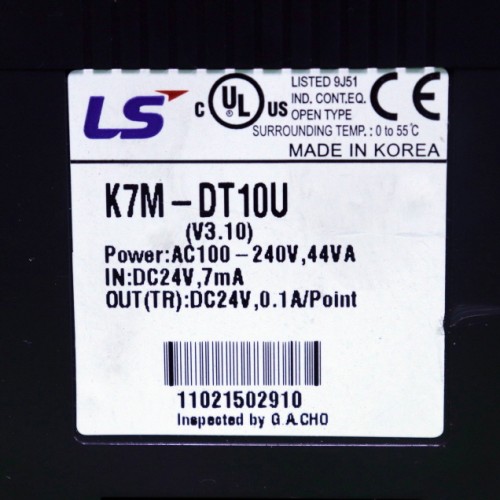 LS
C UL US
LISTED 9J51
IND. CONT.EQ.
OPEN TYPE
CE
SURROUNDING TEMP.: 0 to 55℃
MADE IN KOREA
K7M-DT10U
(V3.10)
Power:AC100-240V,44VA
IN:DC24V,7mA
OUT(TR):DC24V,0.1A/Point
11021502910
Inspected by G.A.CHO